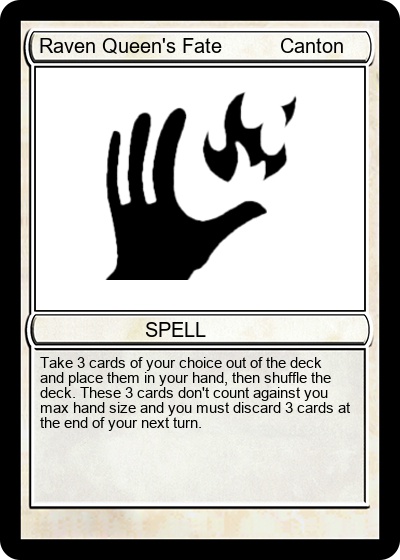 Raven Queen's Fate Canton
SPELL
Take 3 cards of your choice out of the deck
and place them in your hand, then shuffle the
deck. These 3 cards don't count against you
max hand size and you must discard 3 cards at
the end of your next turn.